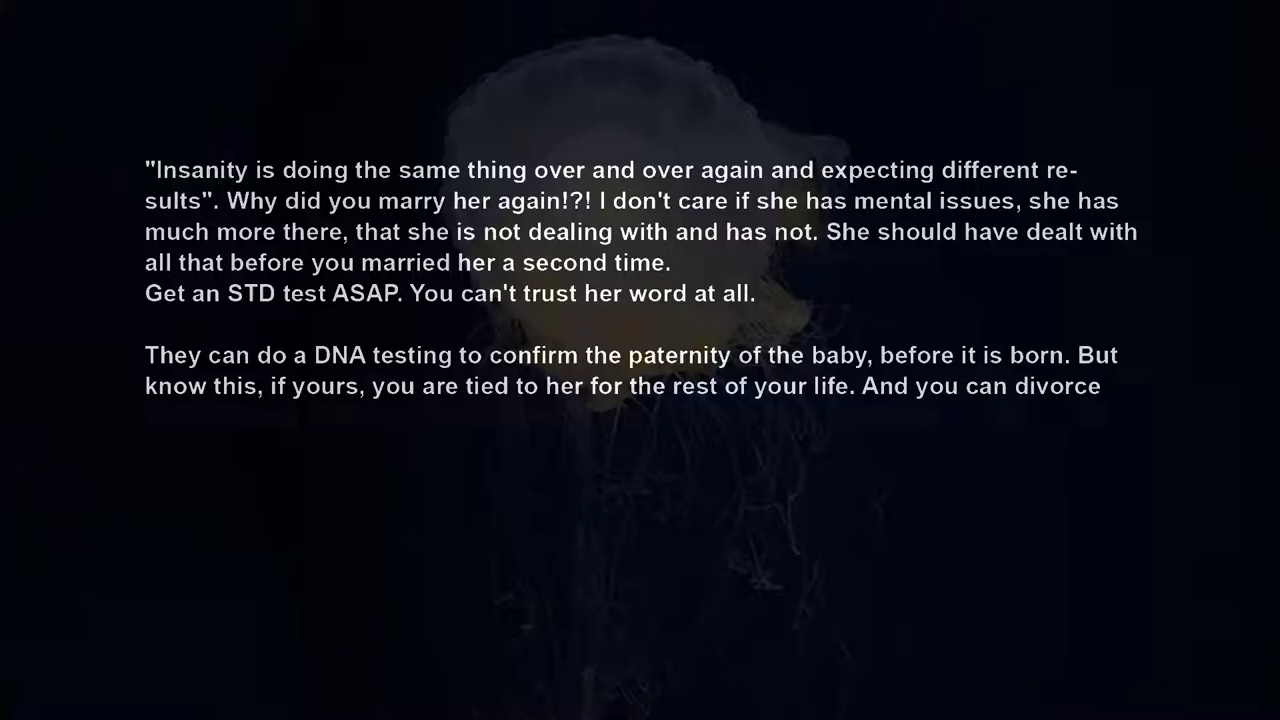 "Insanity is doing the same thing over and over again and expecting different re-
sults". Why did you marry her again!?! I don't care if she has mental issues, she has
much more there, that she is not dealing with and has not. She should have dealt with
all that before you married her a second time.
Get an STD test ASAP. You can't trust her word at all.
They can do a DNA testing to confirm the paternity of the baby, before it is born. But
know this, if yours, you are tied to her for the rest of your life. And you can divorce